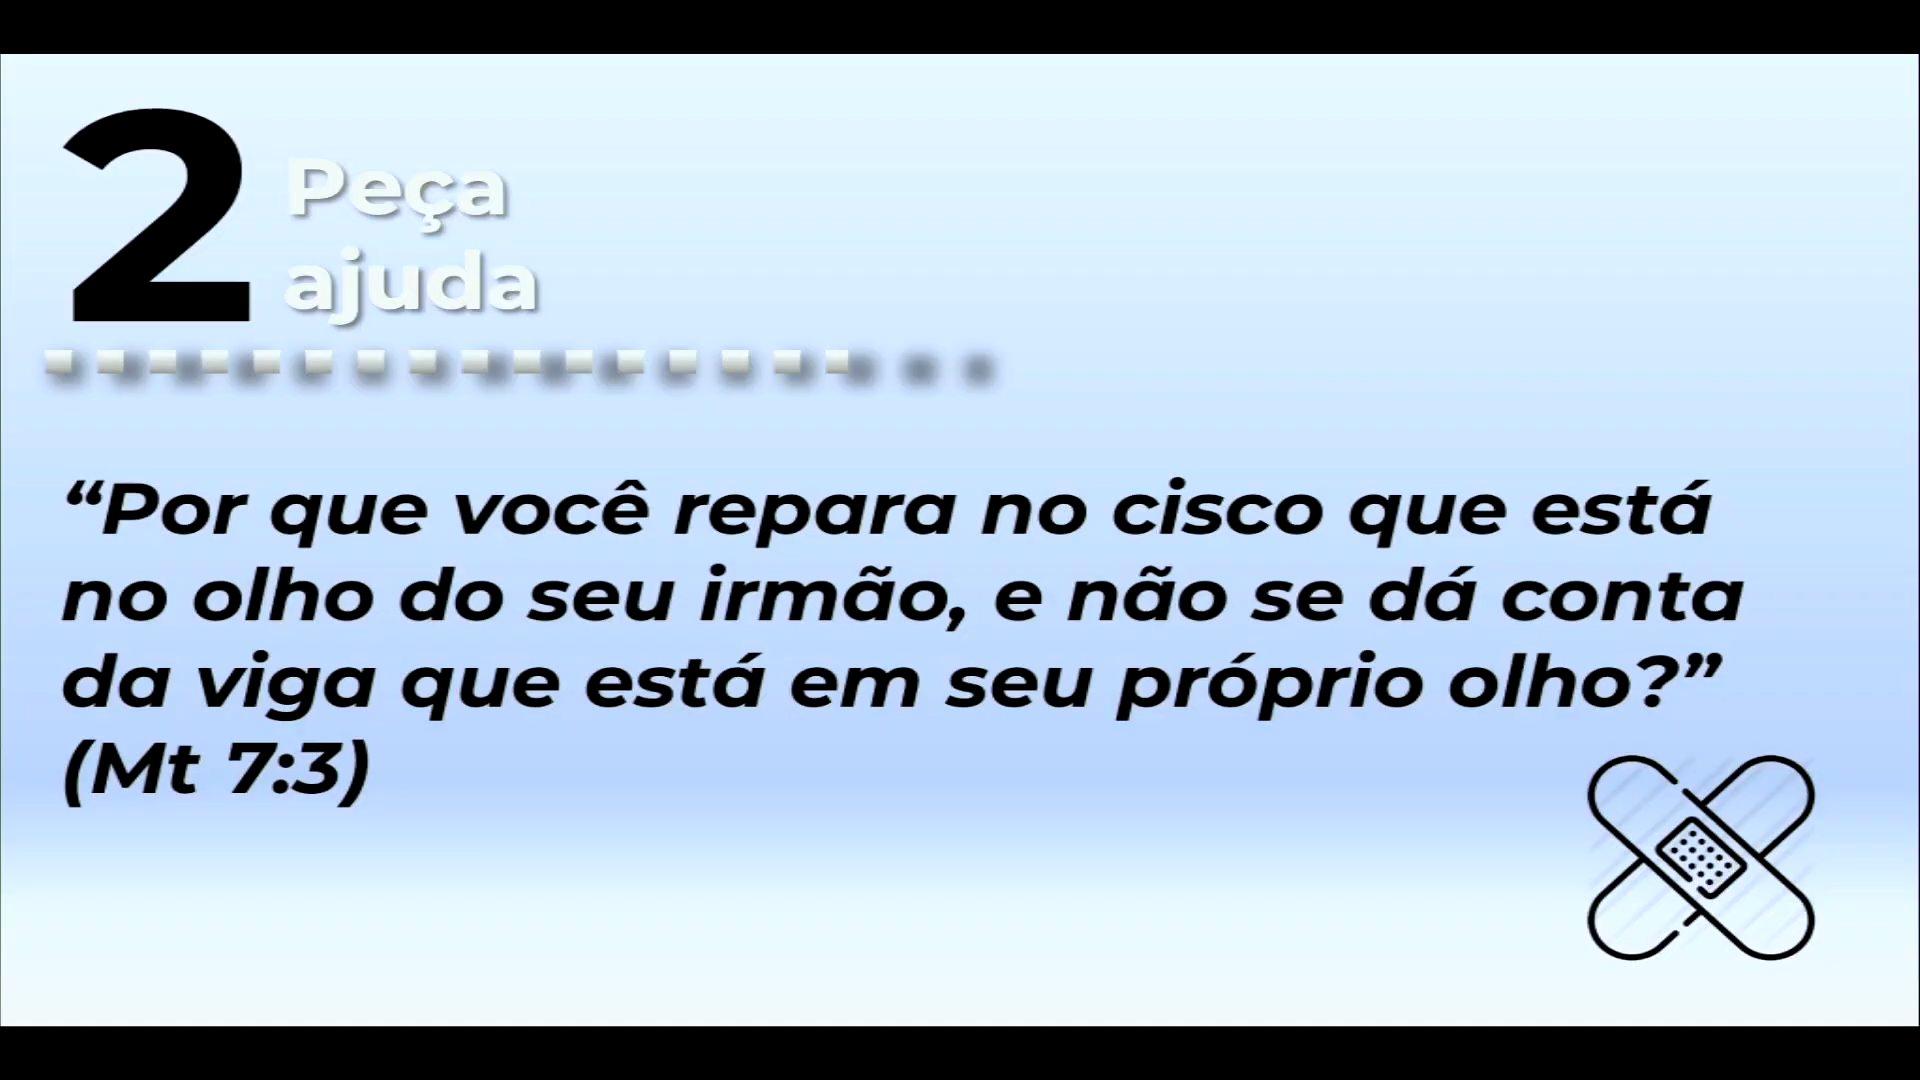 2
Peça
ajuda
“Por que você repara no cisco que está
no olho do seu irmão, e não se dá conta
da viga que está em seu próprio olho?”
(Mt 7:3)